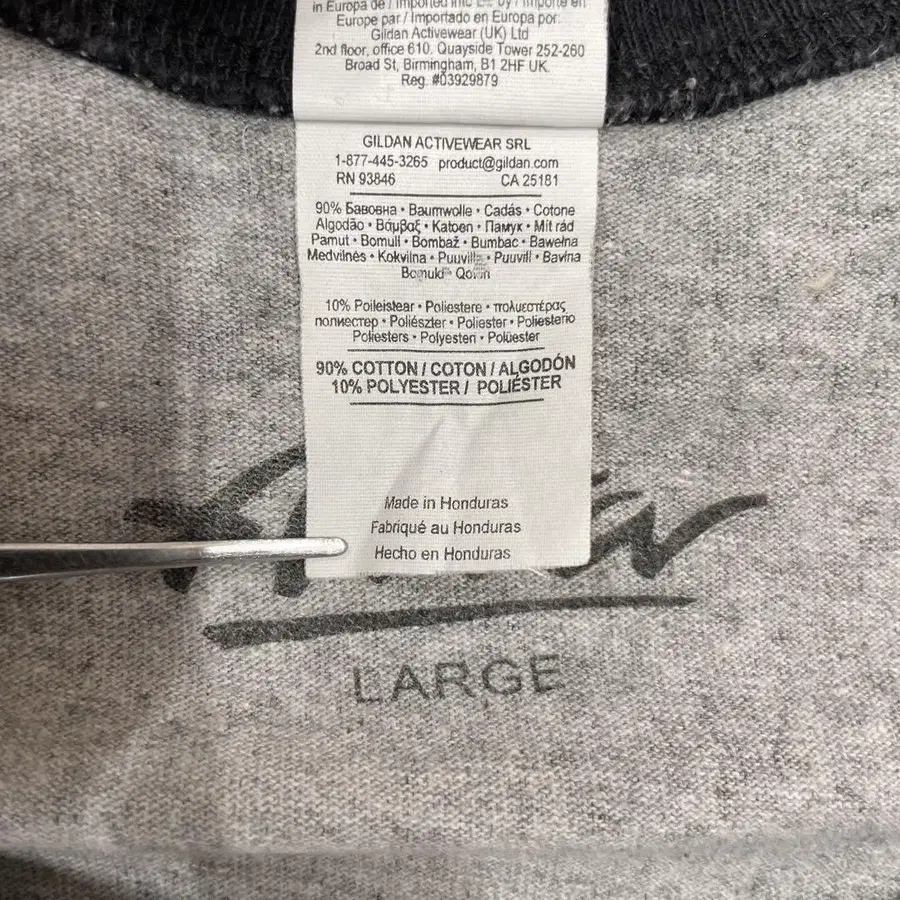 in Europa de / Imported into
by / Importé en
Europe par / Importado en Europa por:
Gildan Activewear (UK) Ltd
2nd floor, office 610, Quayside Tower 252-260
Broad St, Birmingham, B1 2HF UK.
Reg. #03929879
GILDAN ACTIVEWEAR SRL
1-877-445-3265 product@gildan.com
RN 93846 CA 25181
90% Бавовна • Baumwolle • Cadás • Cotone
Algodão • Βάμβαξ • Katoen • Памук • Mit rád
Pamut • Bomull • Bombaž • Bumbac • Bawełna
Medvilnės • Kokvilna • Puuvilla • Puuvill • Bavlna
Bomuld
10% Poileistear • Poliestere • πολυεστέρας
полиестер • Poliészter • Poliester • Poliesterio
Poliesters • Polyesteri • Polüester
90% COTTON / COTON / ALGODÓN
10% POLYESTER / POLIÉSTER
Made in Honduras
Fabriqué au Honduras
Hecho en Honduras
LARGE